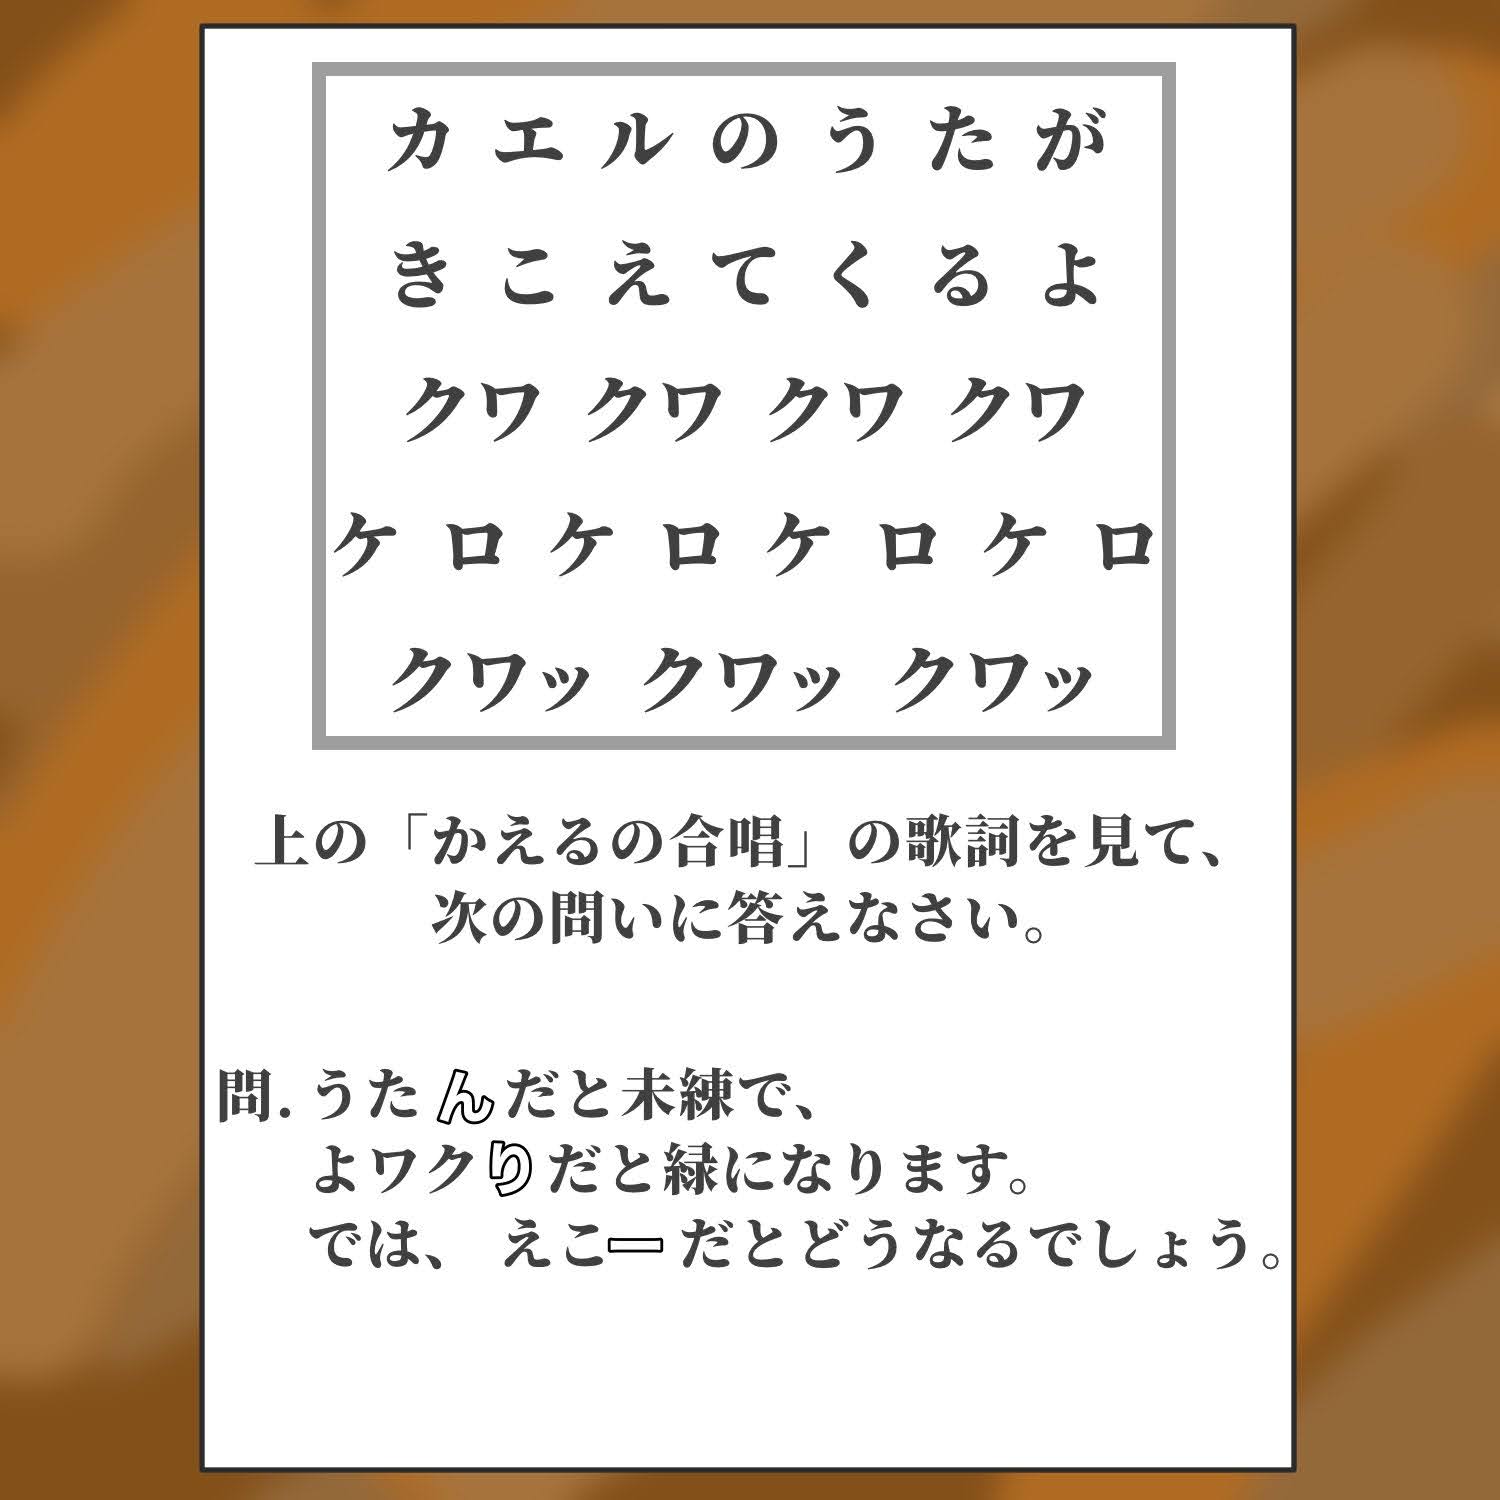 カエルのうたが
きこえてくるよ
クワ クワ クワ クワ
ケロケロケロケロ
クワッ クワッ クワッ
上の「かえるの合唱」の歌詞を見て、
次の問いに答えなさい。
問. うたんだと未練で、
よワクりだと緑になります。
では、 えこーだとどうなるでしょう。